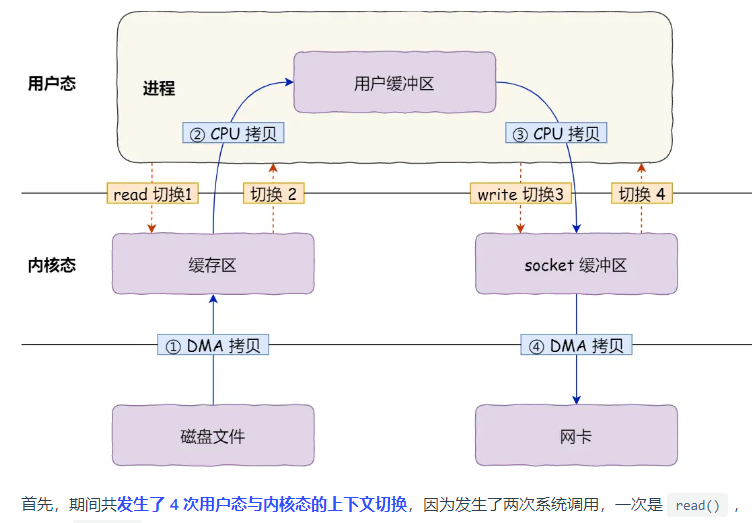 用户态
进程
用户缓冲区
② CPU 拷贝
③ CPU 拷贝
read 切换1
切换 2
write 切换3
切换 4
内核态
缓存区
socket 缓冲区
① DMA 拷贝
④ DMA 拷贝
磁盘文件
网卡
首先，期间共发生了 4 次用户态与内核态的上下文切换，因为发生了两次系统调用，一次是 read() ，